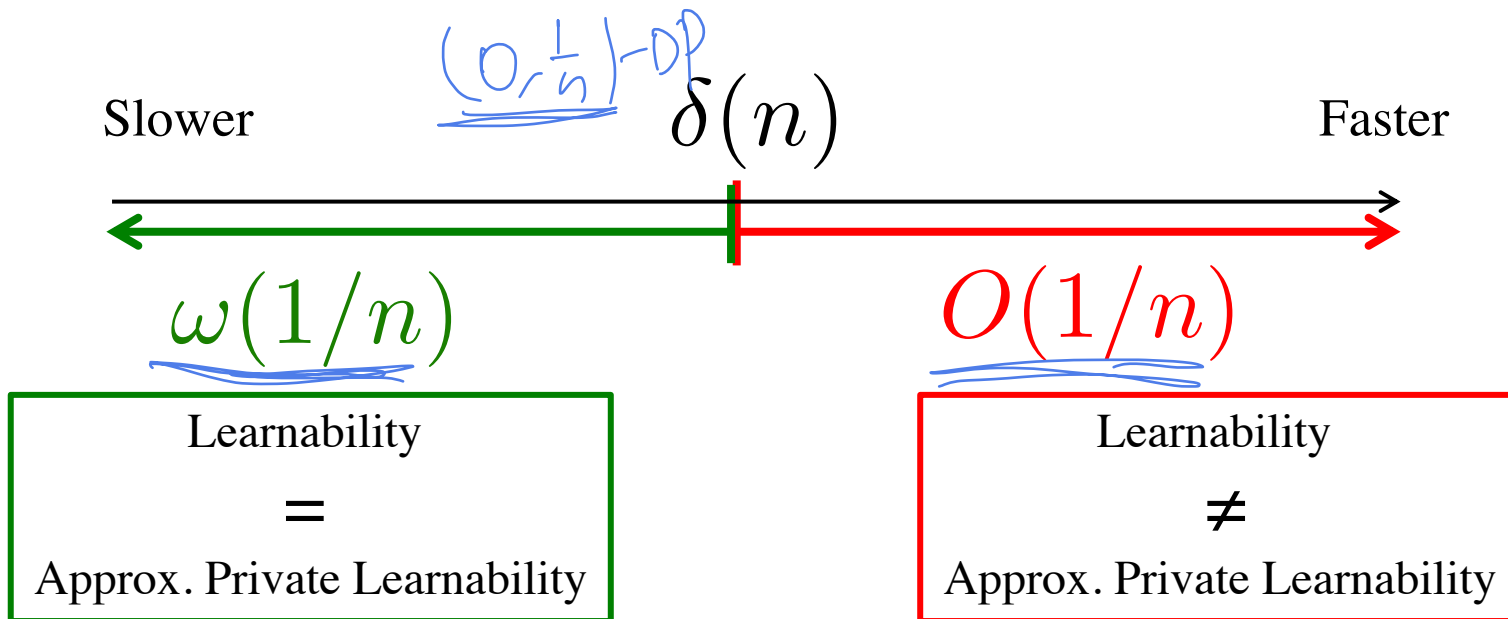 (0, 1/n)-DP
Slower
δ(n)
Faster
ω(1/n)
O(1/n)
Learnability
=
Approx. Private Learnability
Learnability
≠
Approx. Private Learnability